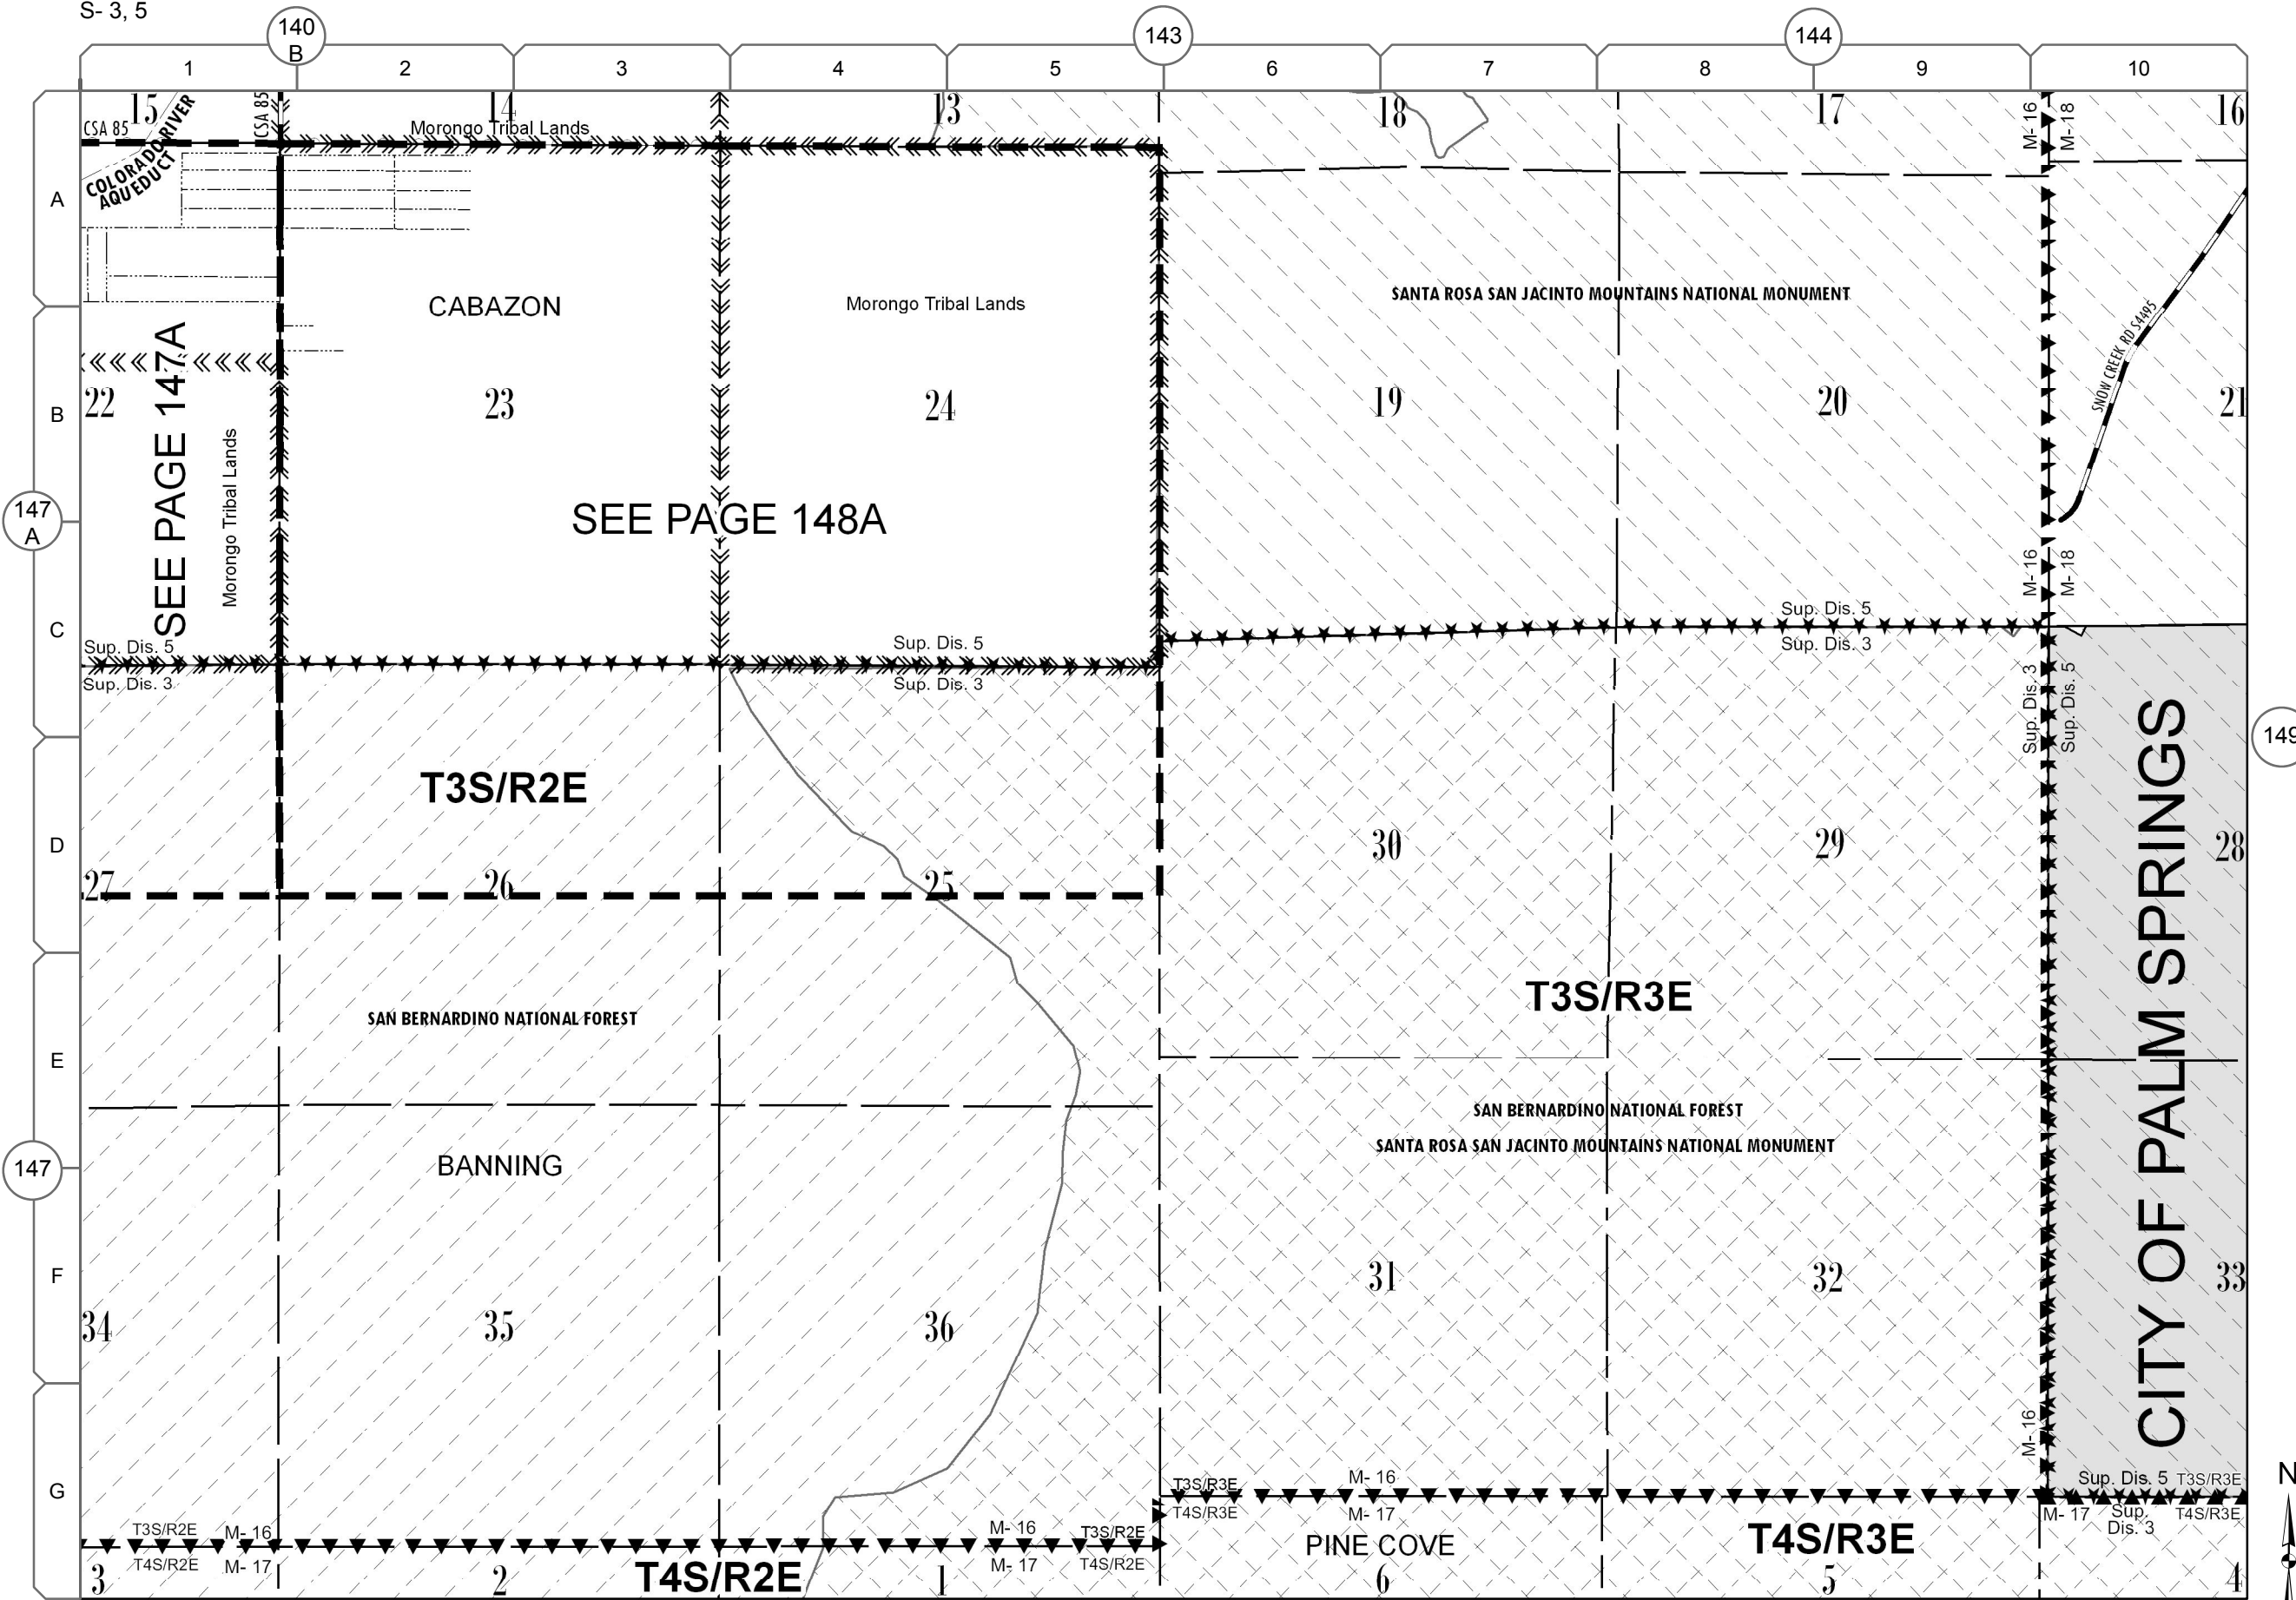 S- 3, 5
140
B
143
144
1 2 3 4 5 6 7 8 9 10
15
14
13
18
17
16
CSA 85
CSA 85
COLORADO RIVER
AQUEDUCT
Morongo Tribal Lands
M- 16
M- 18
A
CABAZON
Morongo Tribal Lands
SANTA ROSA SAN JACINTO MOUNTAINS NATIONAL MONUMENT
SNOW CREEK RD S4495
B
22
23
24
19
20
21
SEE PAGE 147A
Morongo Tribal Lands
147
A
SEE PAGE 148A
M- 16
M- 18
C
Sup. Dis. 5
Sup. Dis. 3
Sup. Dis. 5
Sup. Dis. 3
Sup. Dis. 5
Sup. Dis. 3
Sup. Dis. 3
Sup. Dis. 5
149
T3S/R2E
D
27
26
25
30
29
28
CITY OF PALM SPRINGS
T3S/R3E
SAN BERNARDINO NATIONAL FOREST
E
SAN BERNARDINO NATIONAL FOREST
SANTA ROSA SAN JACINTO MOUNTAINS NATIONAL MONUMENT
147
BANNING
F
34
35
36
31
32
33
M- 16
G
T3S/R3E
M- 16
Sup. Dis. 5
T3S/R3E
T4S/R3E
M- 17
M- 17
Sup.
Dis. 3
T4S/R3E
T3S/R2E
M- 16
M- 16
T3S/R2E
T4S/R2E
M- 17
M- 17
T4S/R2E
PINE COVE
T4S/R3E
T4S/R2E
3
2
1
6
5
4
N